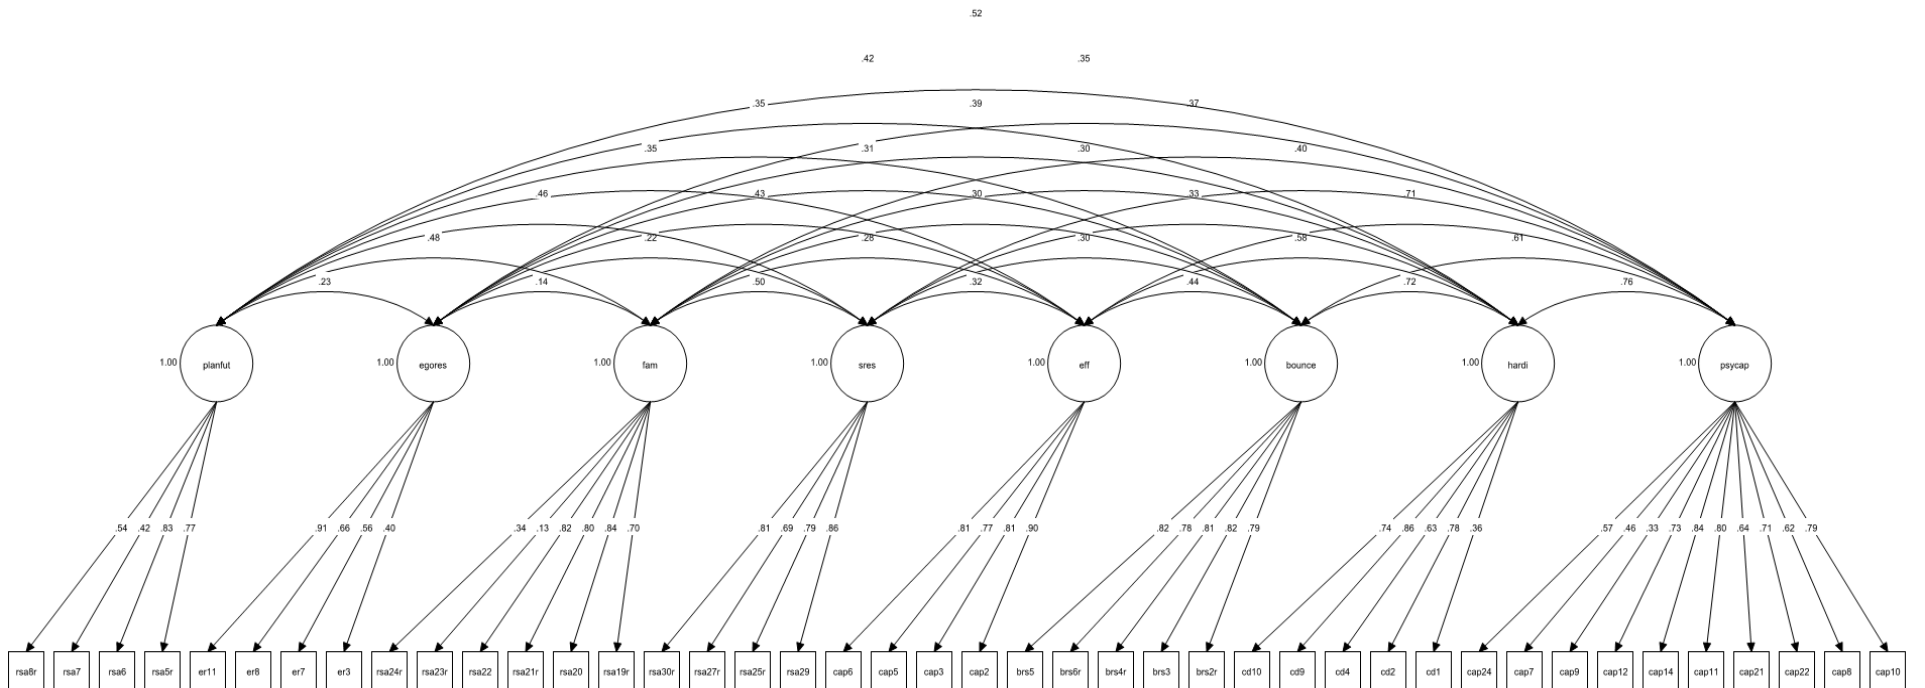 .52
.42 .35
.35 .39 .37
.35 .31 .30 .40
.46 .43 .30 .33 .71
.48 .22 .28 .30 .58 .61
.23 .14 .50 .32 .44 .72 .76
1.00 planfut 1.00 egores 1.00 fam 1.00 sres 1.00 eff 1.00 bounce 1.00 hardi 1.00 psycap
.54 .42 .83 .77 .91 .66 .56 .40 .34 .13 .82 .80 .84 .70 .81 .69 .79 .86 .81 .77 .81 .90 .82 .78 .81 .82 .79 .74 .86 .63 .78 .36 .57 .46 .33 .73 .84 .80 .64 .71 .62 .79
rsa8r rsa7 rsa6 rsa5r er11 er8 er7 er3 rsa24r rsa23r rsa22 rsa21r rsa20 rsa19r rsa30r rsa27r rsa25r rsa29 cap6 cap5 cap3 cap2 brs5 brs6r brs4r brs3 brs2r cd10 cd9 cd4 cd2 cd1 cap24 cap7 cap9 cap12 cap14 cap11 cap21 cap22 cap8 cap10